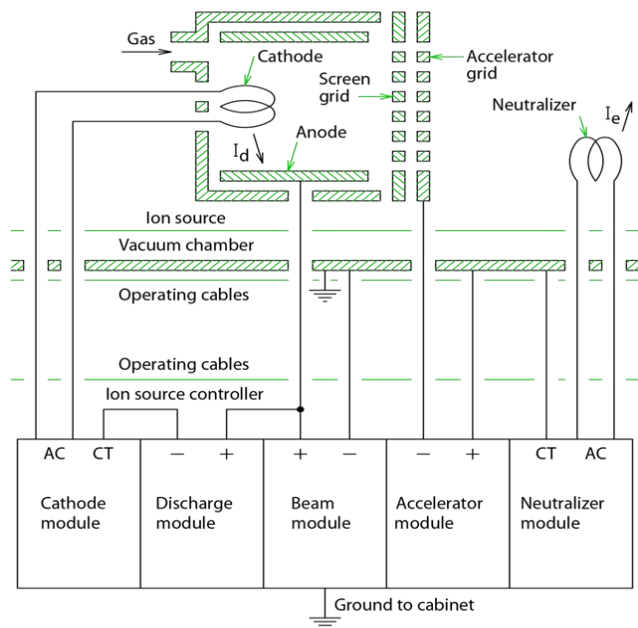 Gas
Cathode
Accelerator
grid
Screen
grid
Neutralizer
Ie
Anode
Id
Ion source
Vacuum chamber
Operating cables
Operating cables
Ion source controller
AC CT − + + − − + CT AC
Cathode
module
Discharge
module
Beam
module
Accelerator
module
Neutralizer
module
Ground to cabinet